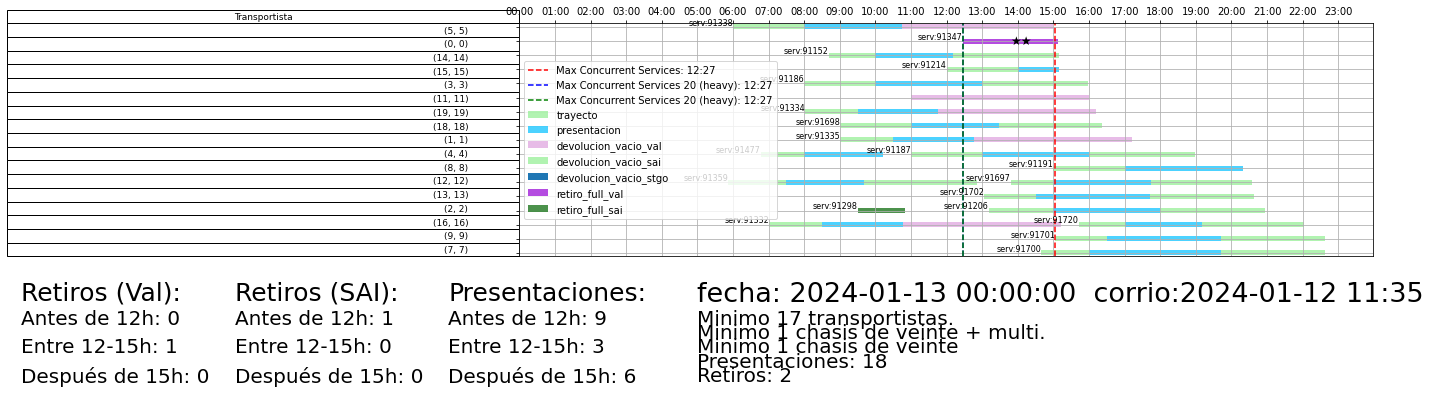 Transportista
00:00 01:00 02:00 03:00 04:00 05:00 06:00 07:00 08:00 09:00 10:00 11:00 12:00 13:00 14:00 15:00 16:00 17:00 18:00 19:00 20:00 21:00 22:00 23:00
(5, 5) serv:91338
(0, 0) serv:91347
(14, 14) serv:91152
(15, 15) serv:91214
(3, 3) serv:91186
(11, 11)
(19, 19) serv:91334
(18, 18) serv:91698
(1, 1) serv:91335
(4, 4) serv:91477 serv:91187
(8, 8) serv:91191
(12, 12) serv:91359 serv:91697
(13, 13) serv:91702
(2, 2) serv:91298 serv:91206
(16, 16) serv:91332 serv:91720
(9, 9) serv:91701
(7, 7) serv:91700
Max Concurrent Services: 12:27
Max Concurrent Services 20 (heavy): 12:27
Max Concurrent Services 20 (heavy): 12:27
trayecto
presentacion
devolucion_vacio_val
devolucion_vacio_sai
devolucion_vacio_stgo
retiro_full_val
retiro_full_sai
Retiros (Val):
Antes de 12h: 0
Entre 12-15h: 1
Después de 15h: 0
Retiros (SAI):
Antes de 12h: 1
Entre 12-15h: 0
Después de 15h: 0
Presentaciones:
Antes de 12h: 9
Entre 12-15h: 3
Después de 15h: 6
fecha: 2024-01-13 00:00:00 corrio:2024-01-12 11:35
Minimo 17 transportistas.
Minimo 1 chasis de veinte + multi.
Minimo 1 chasis de veinte
Presentaciones: 18
Retiros: 2